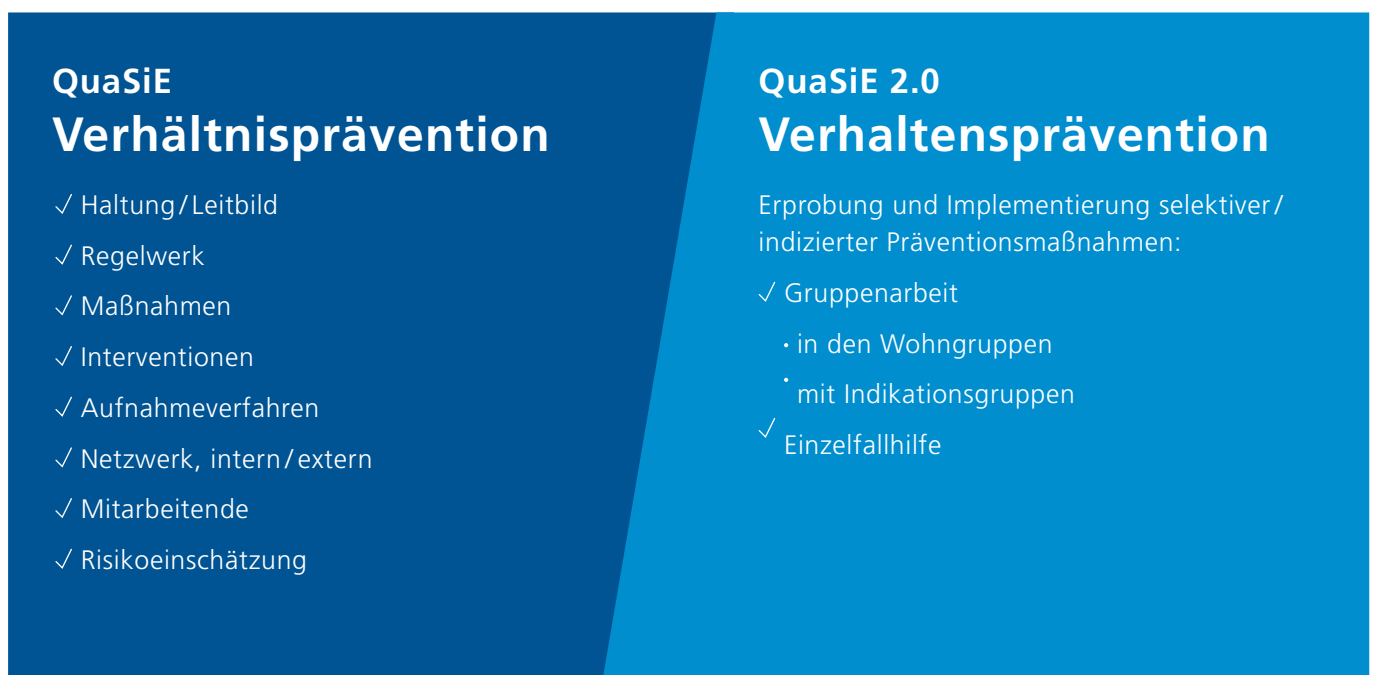 QuaSiE
Verhältnisprävention
✓ Haltung/Leitbild
✓ Regelwerk
✓ Maßnahmen
✓ Interventionen
✓ Aufnahmeverfahren
✓ Netzwerk, intern/extern
✓ Mitarbeitende
✓ Risikoeinschätzung
QuaSiE 2.0
Verhaltensprävention
Erprobung und Implementierung selektiver/
indizierter Präventionsmaßnahmen:
✓ Gruppenarbeit
· in den Wohngruppen
· mit Indikationsgruppen
✓ Einzelfallhilfe